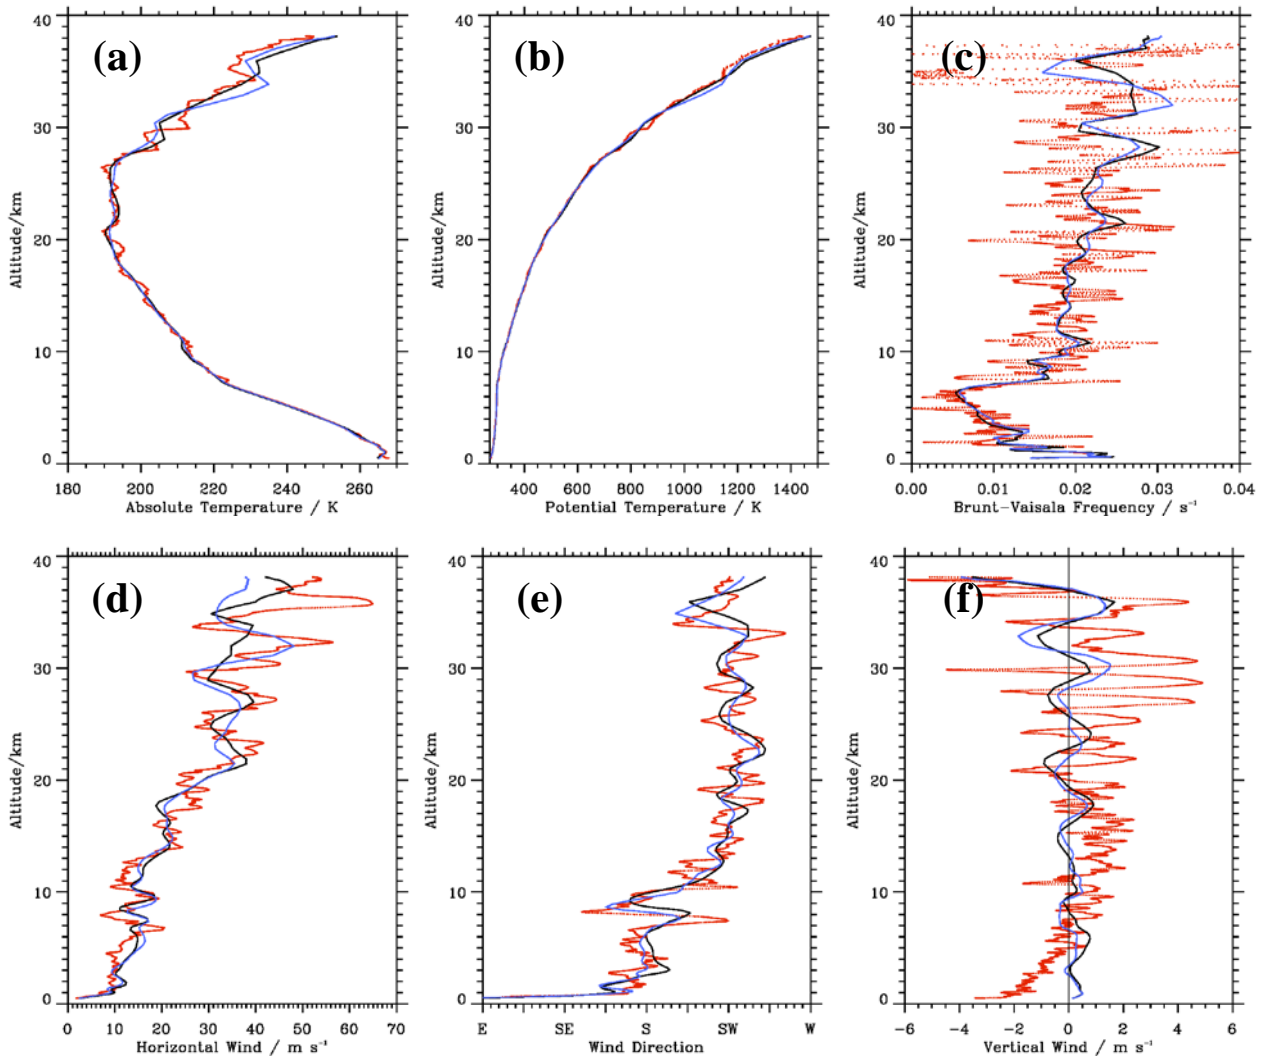 40
30
20
10
0
Altitude/km
(a)
180 200 220 240 260
Absolute Temperature / K
40
30
20
10
0
Altitude/km
(b)
400 600 800 1000 1200 1400
Potential Temperature / K
40
30
20
10
0
Altitude/km
(c)
0.00 0.01 0.02 0.03 0.04
Brunt-Vaisala Frequency / s⁻¹
40
30
20
10
0
Altitude/km
(d)
0 10 20 30 40 50 60 70
Horizontal Wind / m s⁻¹
40
30
20
10
0
Altitude/km
(e)
E SE S SW W
Wind Direction
40
30
20
10
0
Altitude/km
(f)
-6 -4 -2 0 2 4 6
Vertical Wind / m s⁻¹